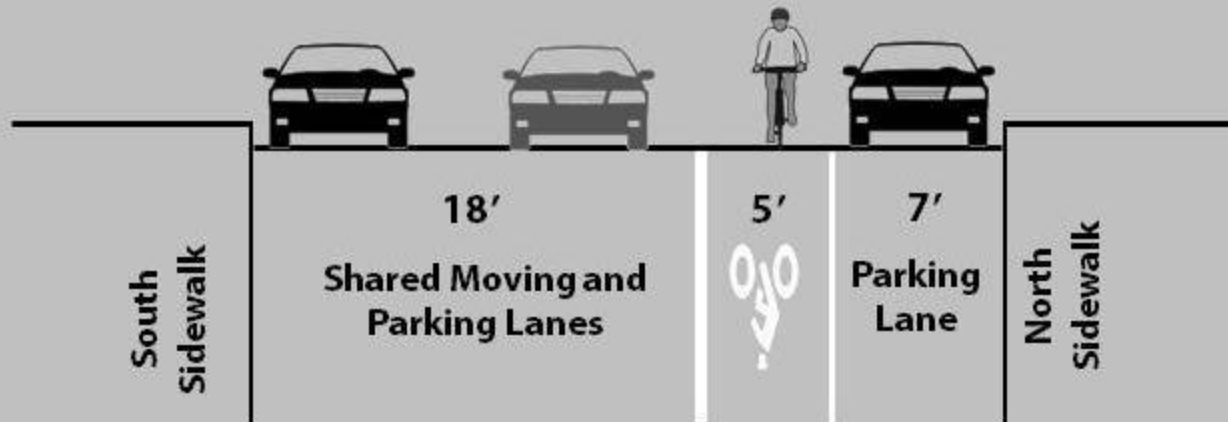 18’
5’
7’
Shared Moving and
Parking Lanes
Parking
Lane
South
Sidewalk
North
Sidewalk